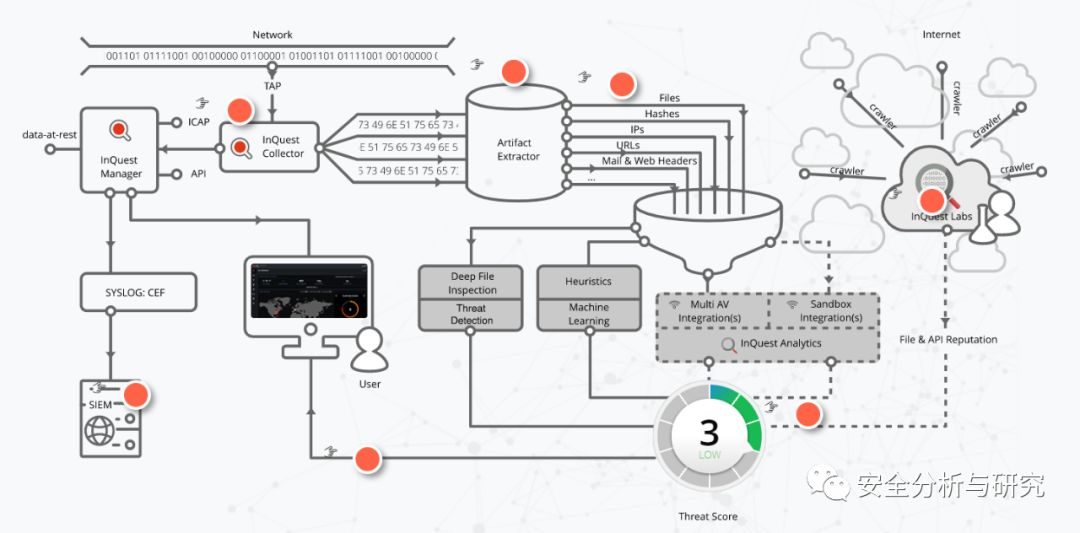 Network
Internet
001101 01111001 00100000 01100001 01001101 01111001 00100000 (
TAP
crawler
crawler
crawler
crawler
crawler
data-at-rest
ICAP
API
InQuest
Manager
InQuest
Collector
73 49 6E 51 75 65 73
E 51 75 65 73 49 6E 5
5 73 49 6E 51 75 65 73
Artifact
Extractor
Files
Hashes
IPs
URLs
Mail & Web Headers
...
InQuest Labs
SYSLOG: CEF
Deep File
Inspection
Threat
Detection
Heuristics
Machine
Learning
Multi AV
Integration(s)
Sandbox
Integration(s)
InQuest Analytics
File & API Reputation
User
SIEM
3
LOW
Threat Score
安全分析与研究